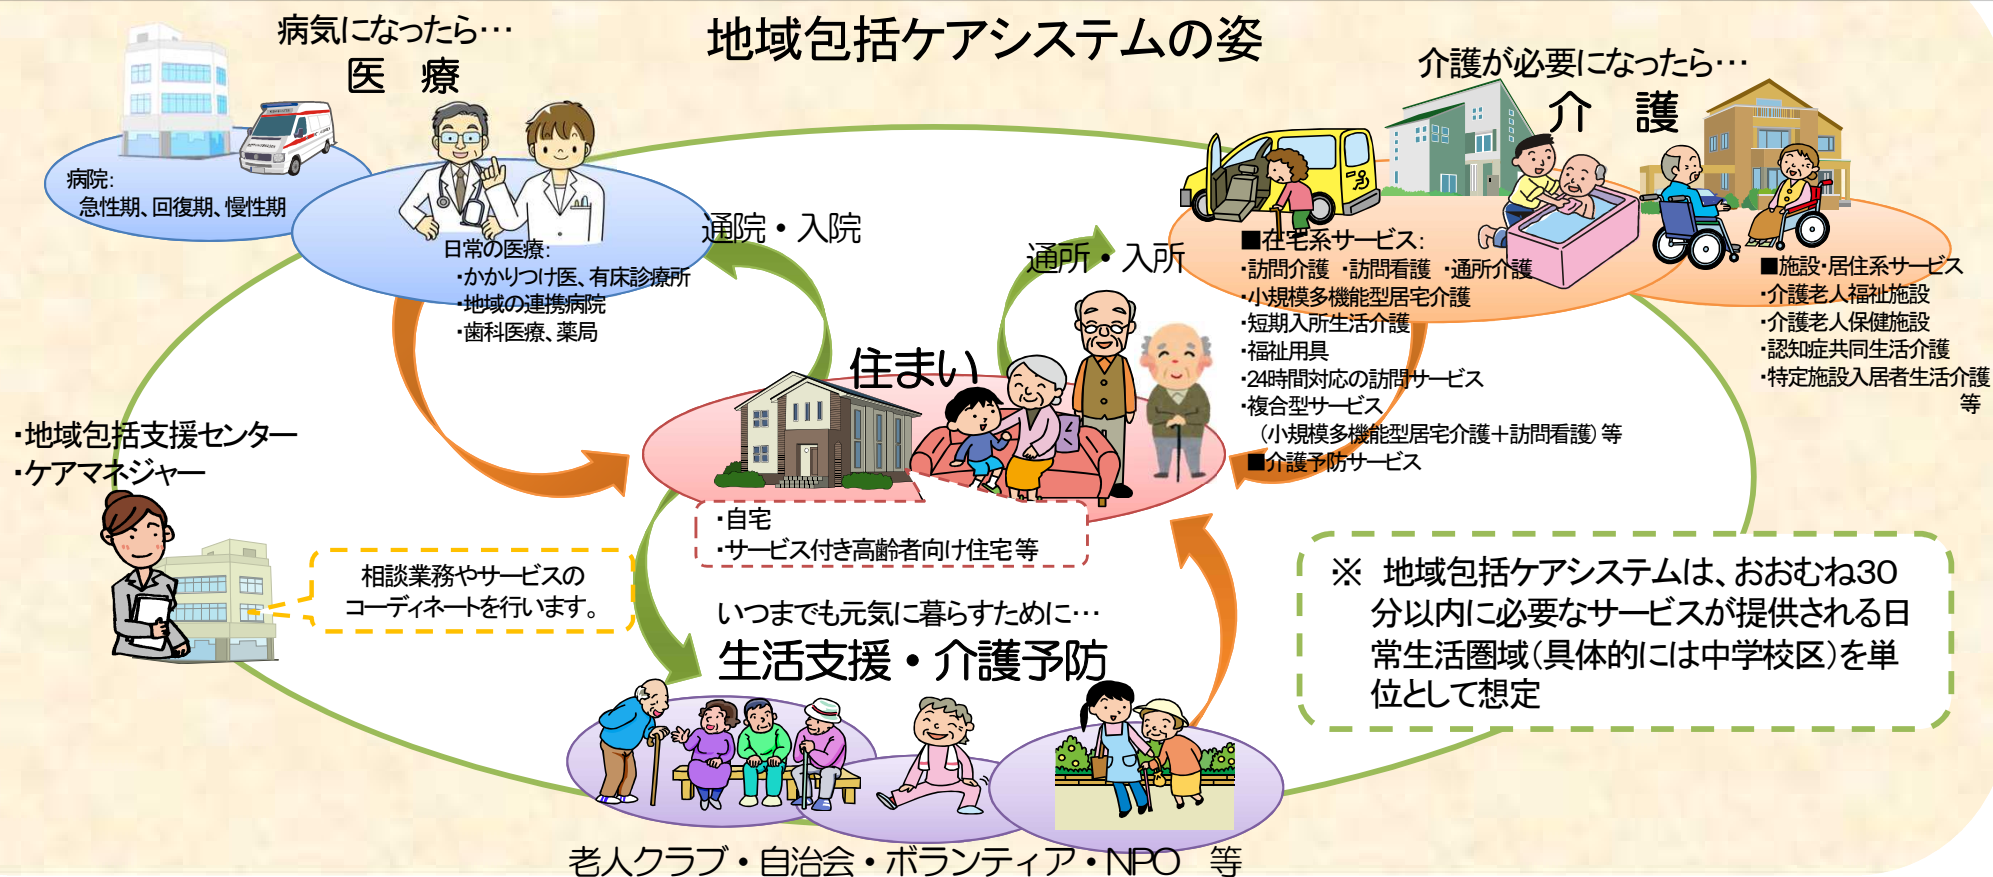 地域包括ケアシステムの姿
病気になったら…
医 療
病院:
急性期、回復期、慢性期
日常の医療:
・かかりつけ医、有床診療所
・地域の連携病院
・歯科医療、薬局
通院・入院
通所・入所
介護が必要になったら…
介 護
■在宅系サービス:
・訪問介護 ・訪問看護 ・通所介護
・小規模多機能型居宅介護
・短期入所生活介護
・福祉用具
・24時間対応の訪問サービス
・複合型サービス
(小規模多機能型居宅介護+訪問看護)等
■介護予防サービス
■施設・居住系サービス
・介護老人福祉施設
・介護老人保健施設
・認知症共同生活介護
・特定施設入居者生活介護
等
住まい
・自宅
・サービス付き高齢者向け住宅等
・地域包括支援センター
・ケアマネジャー
相談業務やサービスの
コーディネートを行います。
いつまでも元気に暮らすために…
生活支援・介護予防
老人クラブ・自治会・ボランティア・NPO 等
※ 地域包括ケアシステムは、おおむね30
分以内に必要なサービスが提供される日
常生活圏域(具体的には中学校区)を単
位として想定